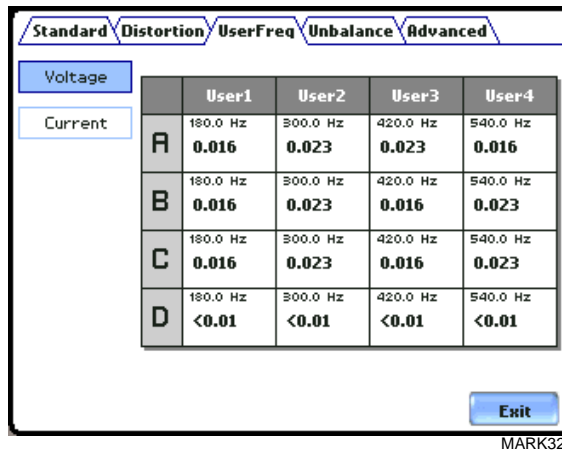 Standard Distortion UserFreq Unbalance Advanced
Voltage
Current
User1 User2 User3 User4
180.0 Hz 300.0 Hz 420.0 Hz 540.0 Hz
A 0.016 0.023 0.023 0.016
180.0 Hz 300.0 Hz 420.0 Hz 540.0 Hz
B 0.016 0.023 0.016 0.023
180.0 Hz 300.0 Hz 420.0 Hz 540.0 Hz
C 0.016 0.023 0.016 0.023
180.0 Hz 300.0 Hz 420.0 Hz 540.0 Hz
D <0.01 <0.01 <0.01 <0.01
Exit
MARK32